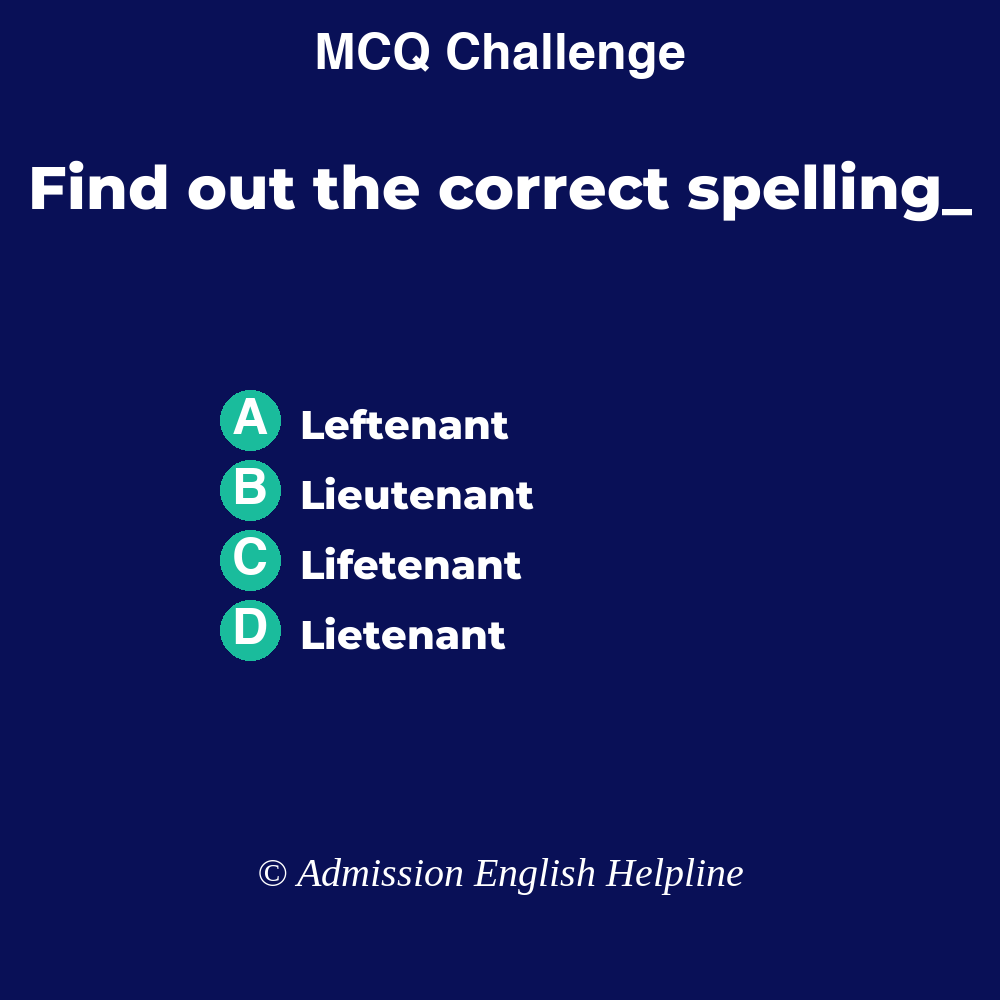 MCQ Challenge
Find out the correct spelling_
A Leftenant
B Lieutenant
C Lifetenant
D Lietenant
© Admission English Helpline